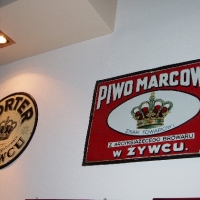 PORTER
YWCU
PIWO MARCOW
ZNAK TOWAROWY
Z ARCYKSIĄŻĘCEGO BROWARU
W ŻYWCU.